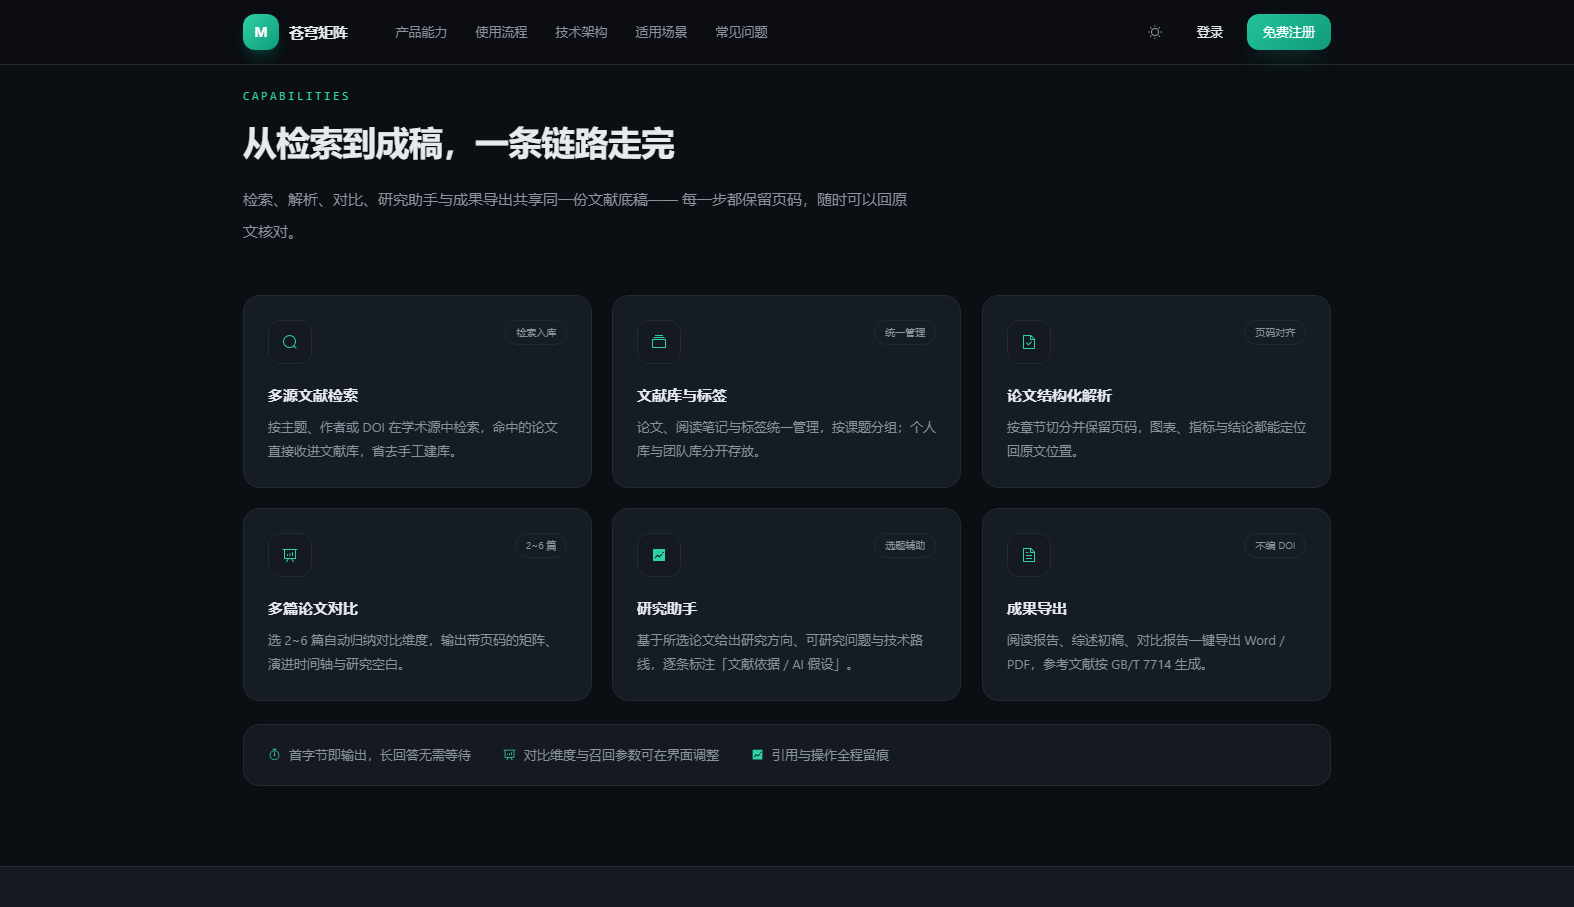 M 苍穹矩阵 产品能力 使用流程 技术架构 适用场景 常见问题 登录 免费注册
CAPABILITIES
从检索到成稿，一条链路走完
检索、解析、对比、研究助手与成果导出共享同一份文献底稿—— 每一步都保留页码，随时可以回原
文核对。
检索入库
多源文献检索
按主题、作者或 DOI 在学术源中检索，命中的论文
直接收进文献库，省去手工建库。
统一管理
文献库与标签
论文、阅读笔记与标签统一管理，按课题分组；个人
库与团队库分开存放。
页码对齐
论文结构化解析
按章节切分并保留页码，图表、指标与结论都能定位
回原文位置。
2~6 篇
多篇论文对比
选 2~6 篇自动归纳对比维度，输出带页码的矩阵、
演进时间轴与研究空白。
选题辅助
研究助手
基于所选论文给出研究方向、可研究问题与技术路
线，逐条标注「文献依据 / AI 假设」。
不编 DOI
成果导出
阅读报告、综述初稿、对比报告一键导出 Word /
PDF，参考文献按 GB/T 7714 生成。
首字节即输出，长回答无需等待 对比维度与召回参数可在界面调整 引用与操作全程留痕